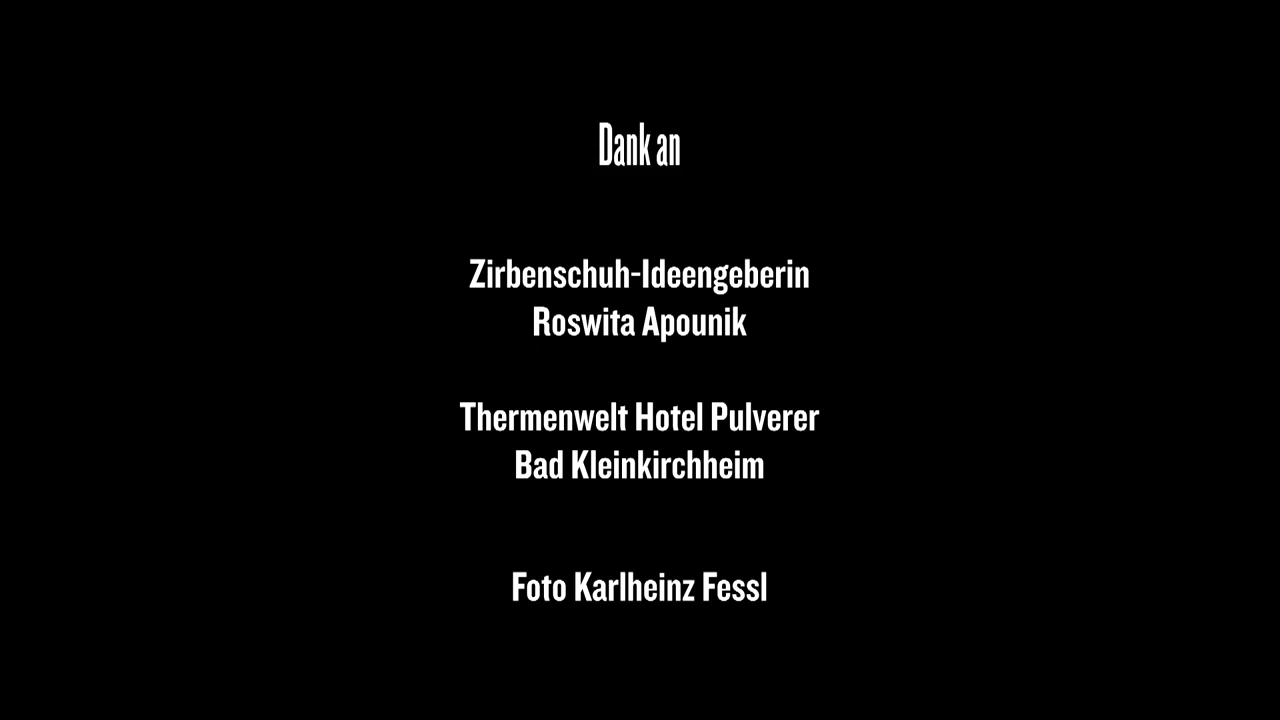 Dank an
Zirbenschuh-Ideengeberin
Roswita Apounik
Thermenwelt Hotel Pulverer
Bad Kleinkirchheim
Foto Karlheinz Fessl